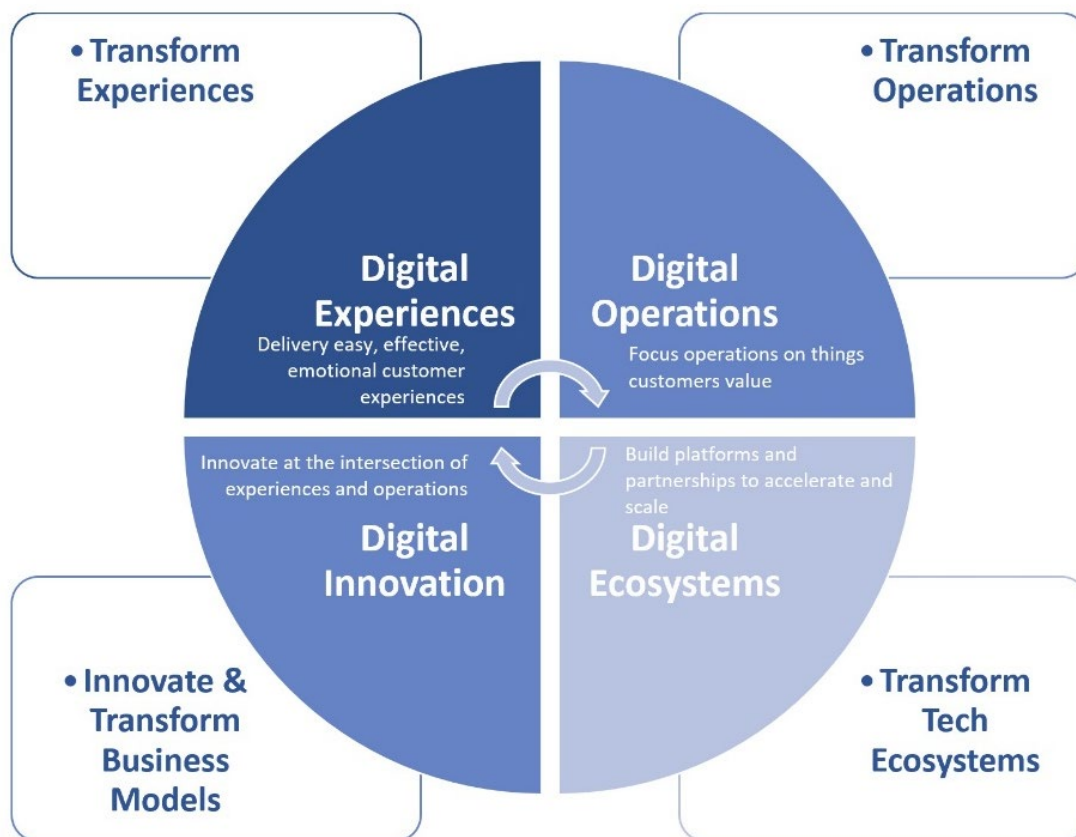 • Transform
Experiences
• Transform
Operations
Digital
Experiences
Delivery easy, effective,
emotional customer
experiences
Digital
Operations
Focus operations on things
customers value
Innovate at the intersection of
experiences and operations
Digital
Innovation
Build platforms and
partnerships to accelerate and
scale
Digital
Ecosystems
• Innovate &
Transform
Business
Models
• Transform
Tech
Ecosystems